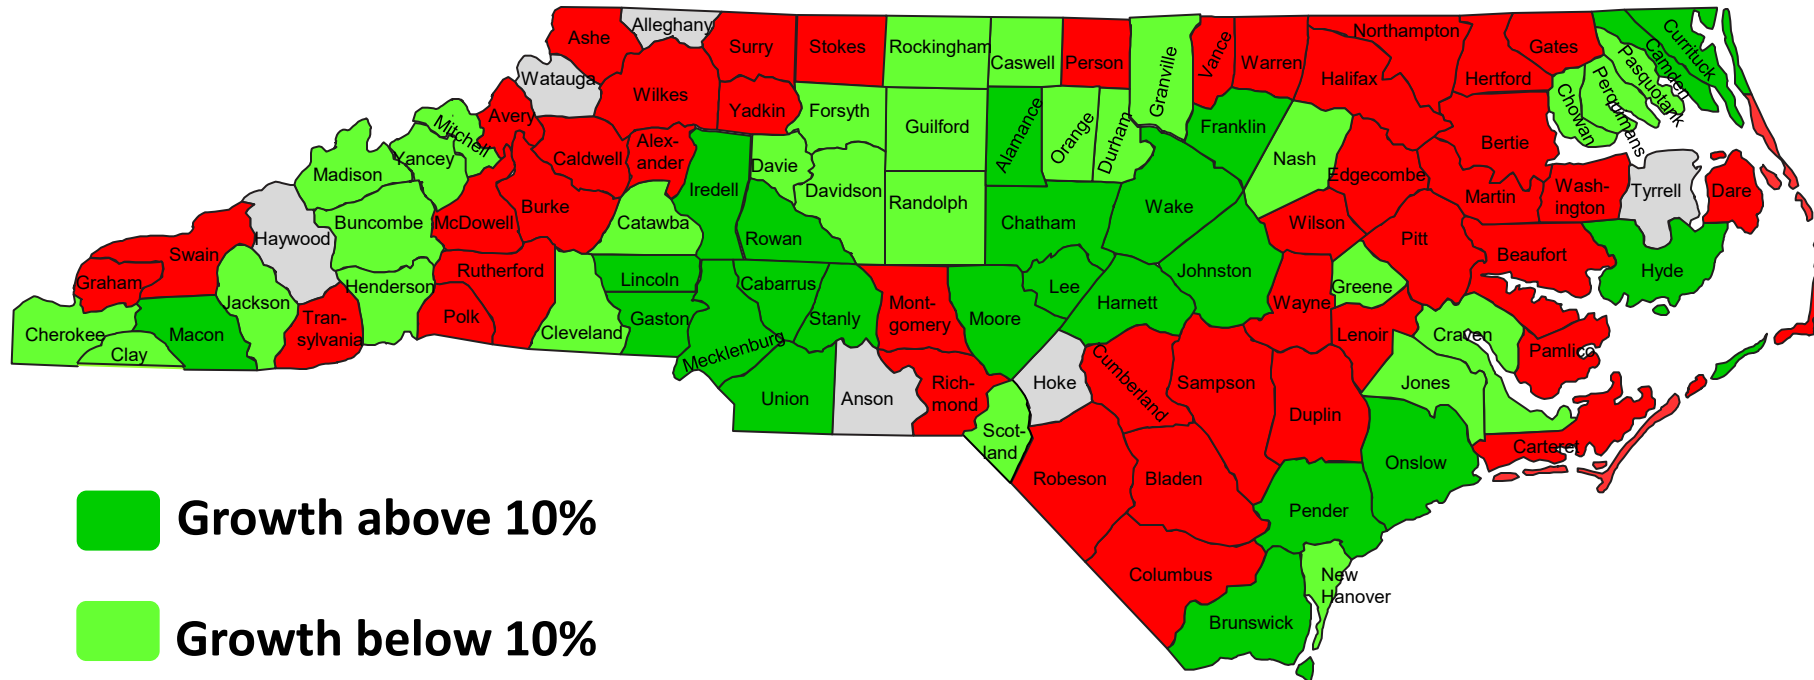 Alleghany
Ashe
Surry
Stokes
Rockingham
Caswell
Person
Granville
Vance
Warren
Northampton
Gates
Camden
Currituck
Watauga
Wilkes
Yadkin
Forsyth
Guilford
Alamance
Orange
Durham
Franklin
Halifax
Hertford
Pasquotank
Perquimans
Chowan
Avery
Mitchell
Yancey
Caldwell
Alex-
ander
Davie
Iredell
Nash
Edgecombe
Bertie
Madison
Burke
Davidson
Randolph
Wake
Martin
Wash-
ington
Tyrrell
Dare
Buncombe
McDowell
Catawba
Rowan
Chatham
Wilson
Pitt
Beaufort
Hyde
Haywood
Swain
Graham
Rutherford
Lincoln
Cabarrus
Lee
Johnston
Harnett
Wayne
Greene
Jackson
Henderson
Polk
Cleveland
Gaston
Stanly
Mont-
gomery
Moore
Lenoir
Craven
Pamlico
Cherokee
Clay
Macon
Tran-
sylvania
Mecklenburg
Union
Anson
Rich-
mond
Hoke
Cumberland
Sampson
Duplin
Jones
Scot-
land
Robeson
Bladen
Onslow
Carteret
Pender
Growth above 10%
Columbus
New
Hanover
Brunswick
Growth below 10%